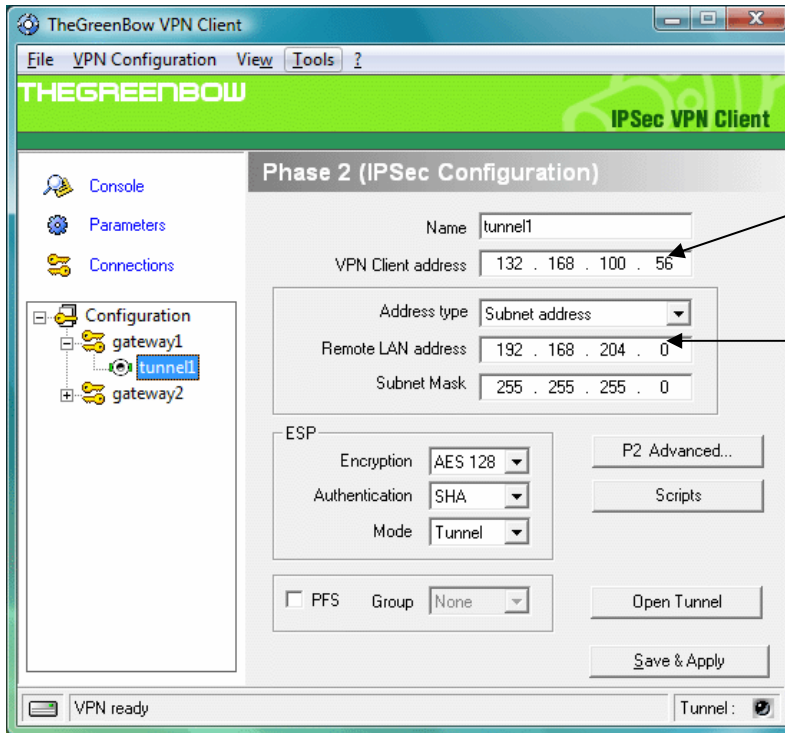 TheGreenBow VPN Client
File VPN Configuration View Tools ?
THEGREENBOW
IPSec VPN Client
Console
Parameters
Connections
Configuration
gateway1
tunnel1
gateway2
Phase 2 (IPSec Configuration)
Name tunnel1
VPN Client address 132 . 168 . 100 . 56
Address type Subnet address
Remote LAN address 192 . 168 . 204 . 0
Subnet Mask 255 . 255 . 255 . 0
ESP
Encryption AES 128
Authentication SHA
Mode Tunnel
P2 Advanced...
Scripts
PFS Group None
Open Tunnel
Save & Apply
VPN ready
Tunnel :